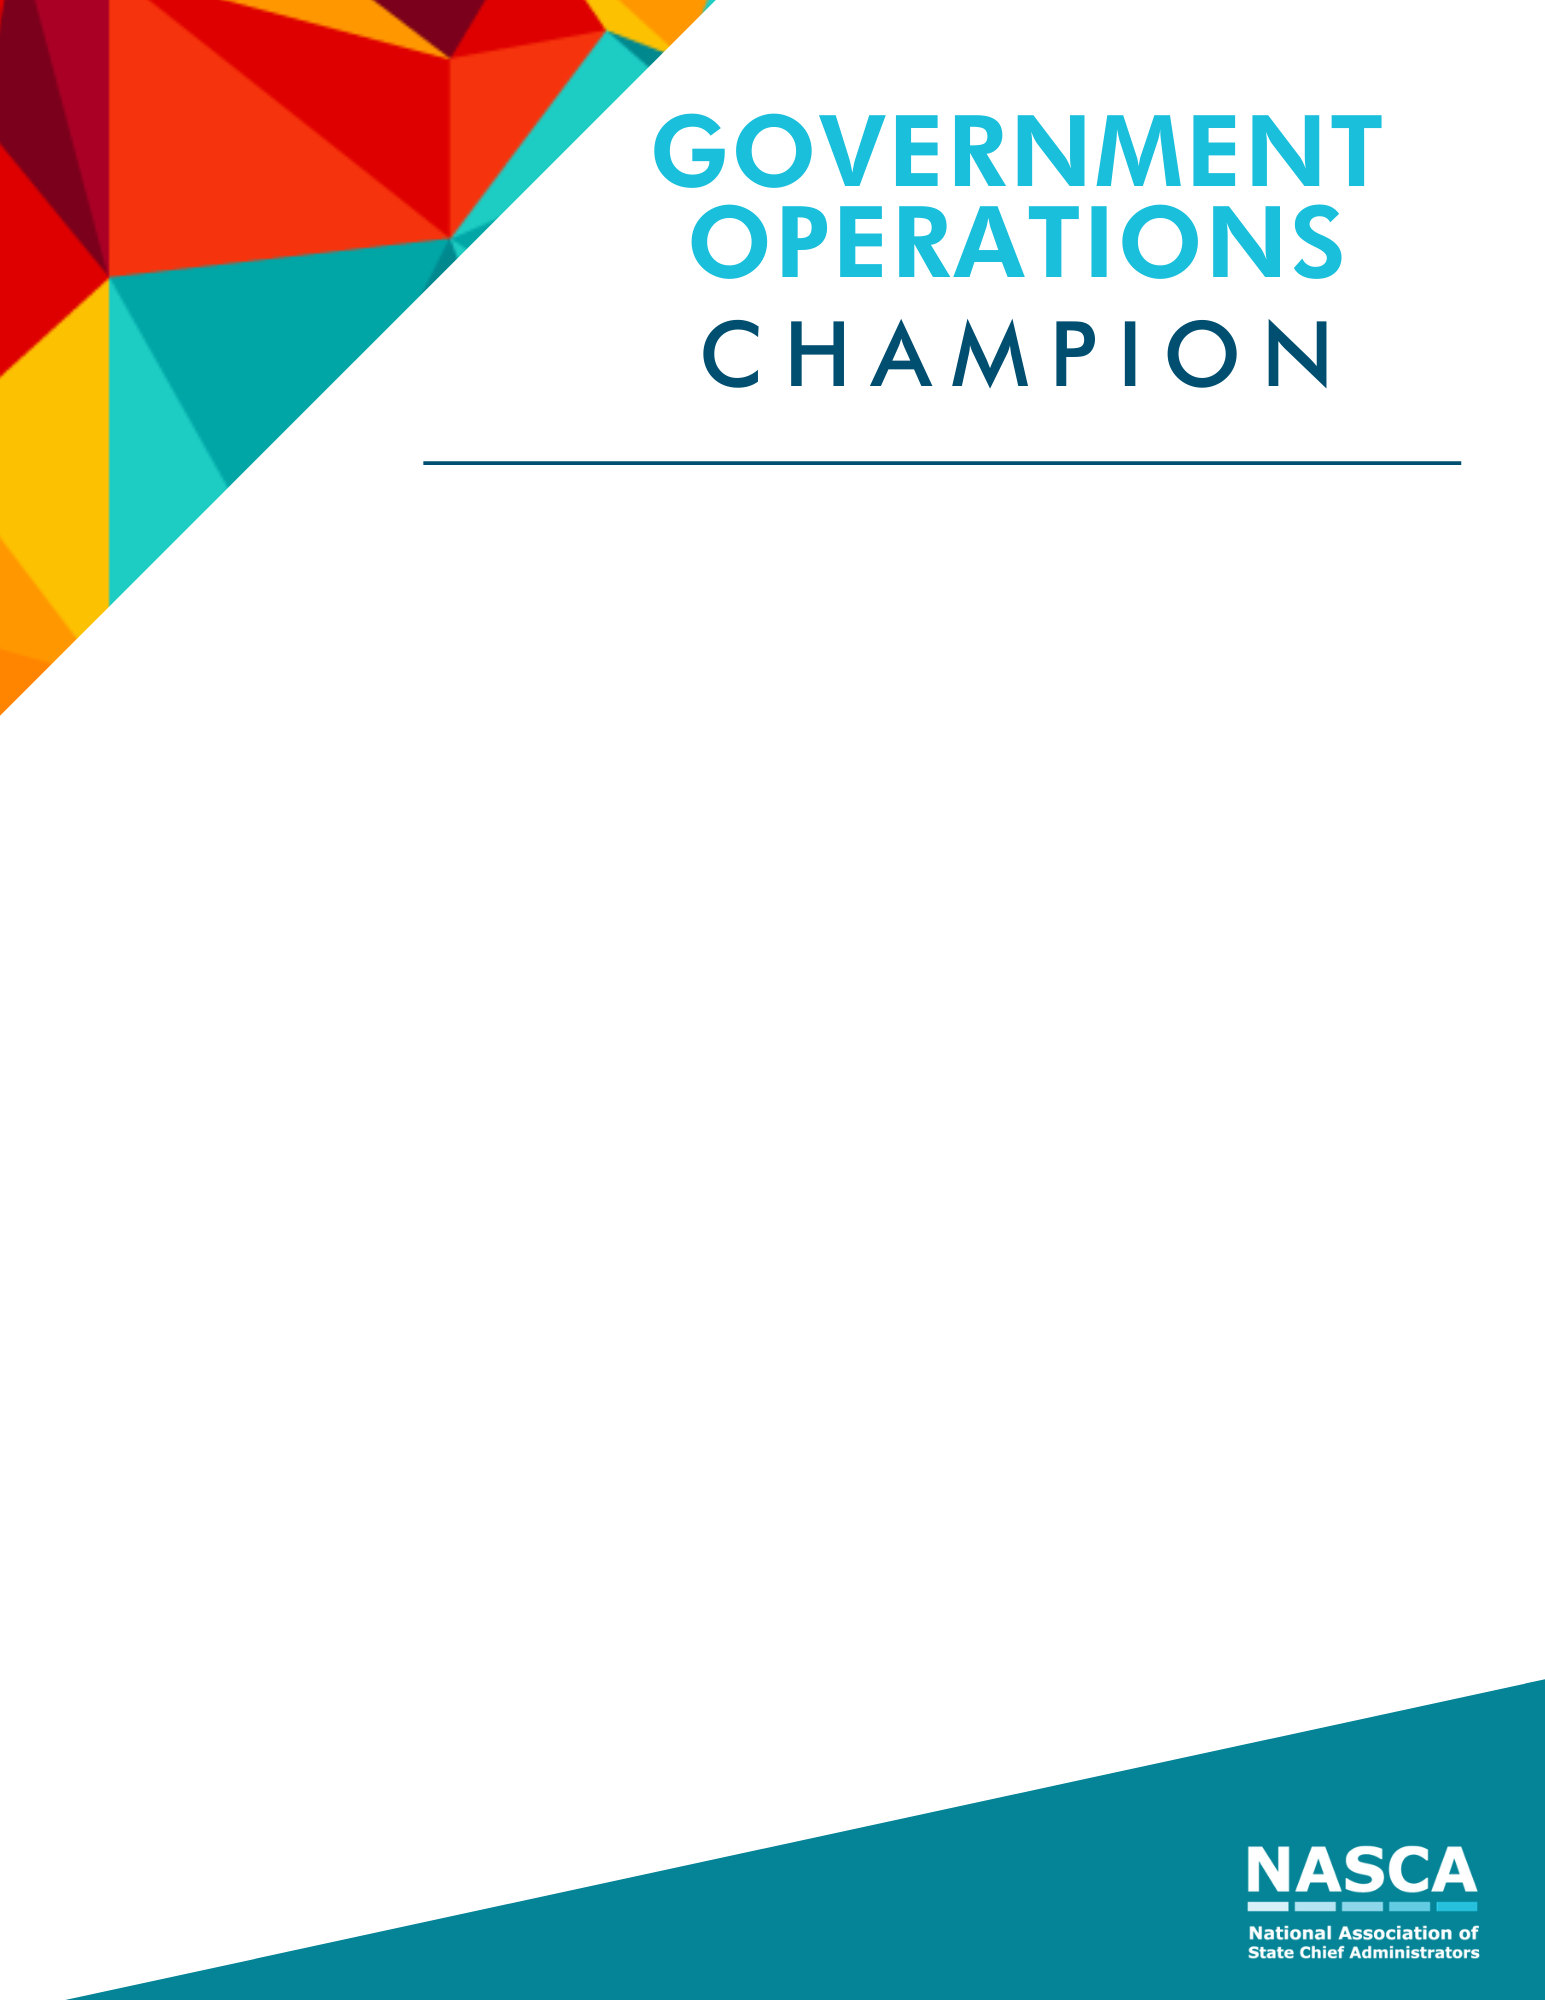 GOVERNMENT
OPERATIONS
CHAMPION
NASCA
National Association of
State Chief Administrators